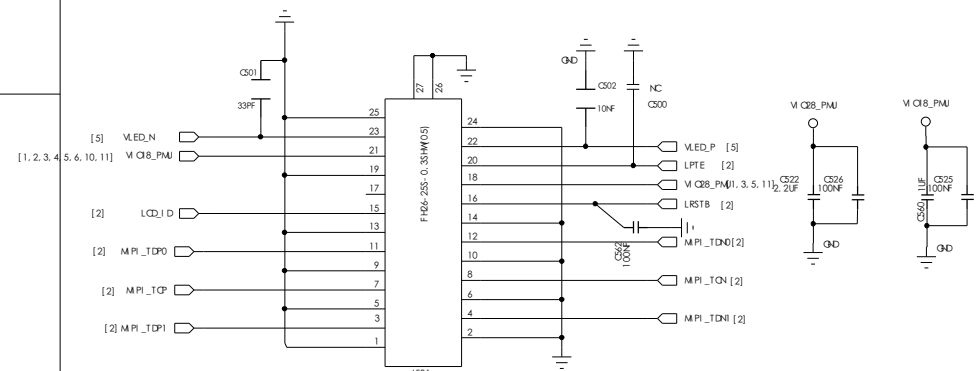 C501
33PF
27
26
GND
C502
10NF
NC
C500
VIO28_PMU
VIO18_PMU
25
23
21
19
17
15
13
11
9
7
5
3
1
24
22
20
18
16
14
12
10
8
6
4
2
FH26-25S-0.3SHW(05)
[5] VLED_N
[1, 2, 3, 4, 5, 6, 10, 11] VIO18_PMU
[2] LCD_ID
[2] MIPI_TDP0
[2] MIPI_TCP
[2] MIPI_TDP1
VLED_P [5]
LPTE [2]
VIO28_PMU[1, 3, 5, 11]
LRSTB [2]
C562
100NF
MIPI_TDN0[2]
MIPI_TCN [2]
MIPI_TDN1 [2]
C522
2.2UF
C526
100NF
GND
C560
1UF
C525
100NF
GND